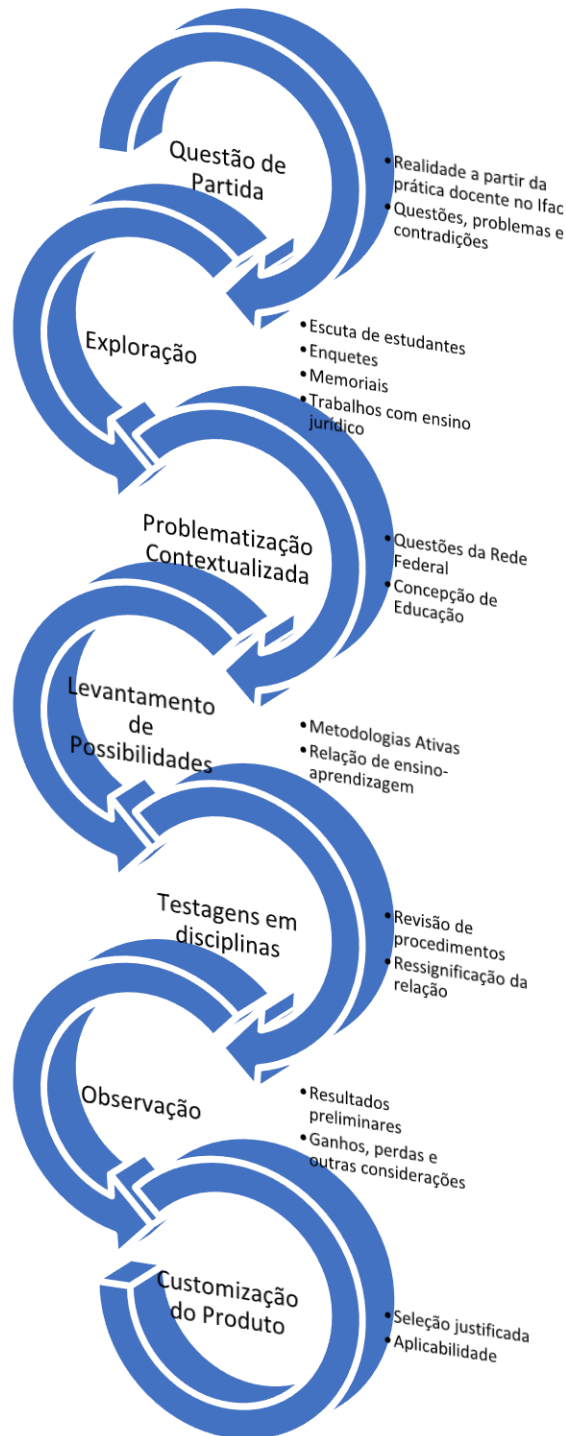 Questão de
Partida
• Realidade a partir da
prática docente no Ifac
• Questões, problemas e
contradições
Exploração
• Escuta de estudantes
• Enquetes
• Memoriais
• Trabalhos com ensino
jurídico
Problematização
Contextualizada
• Questões da Rede
Federal
• Concepção de
Educação
Levantamento
de
Possibilidades
• Metodologias Ativas
• Relação de ensino-
aprendizagem
Testagens em
disciplinas
• Revisão de
procedimentos
• Ressignificação da
relação
Observação
• Resultados
preliminares
• Ganhos, perdas e
outras considerações
Customização
do Produto
• Seleção justificada
• Aplicabilidade